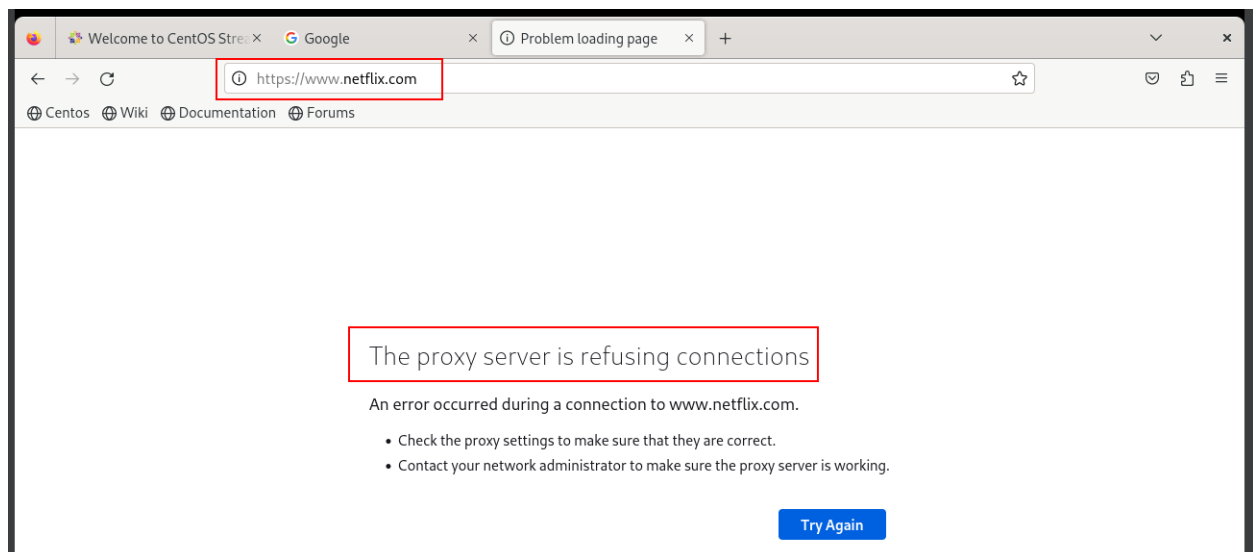 Welcome to CentOS Strea
Google
Problem loading page
https://www.netflix.com
Centos Wiki Documentation Forums
The proxy server is refusing connections
An error occurred during a connection to www.netflix.com.
• Check the proxy settings to make sure that they are correct.
• Contact your network administrator to make sure the proxy server is working.
Try Again